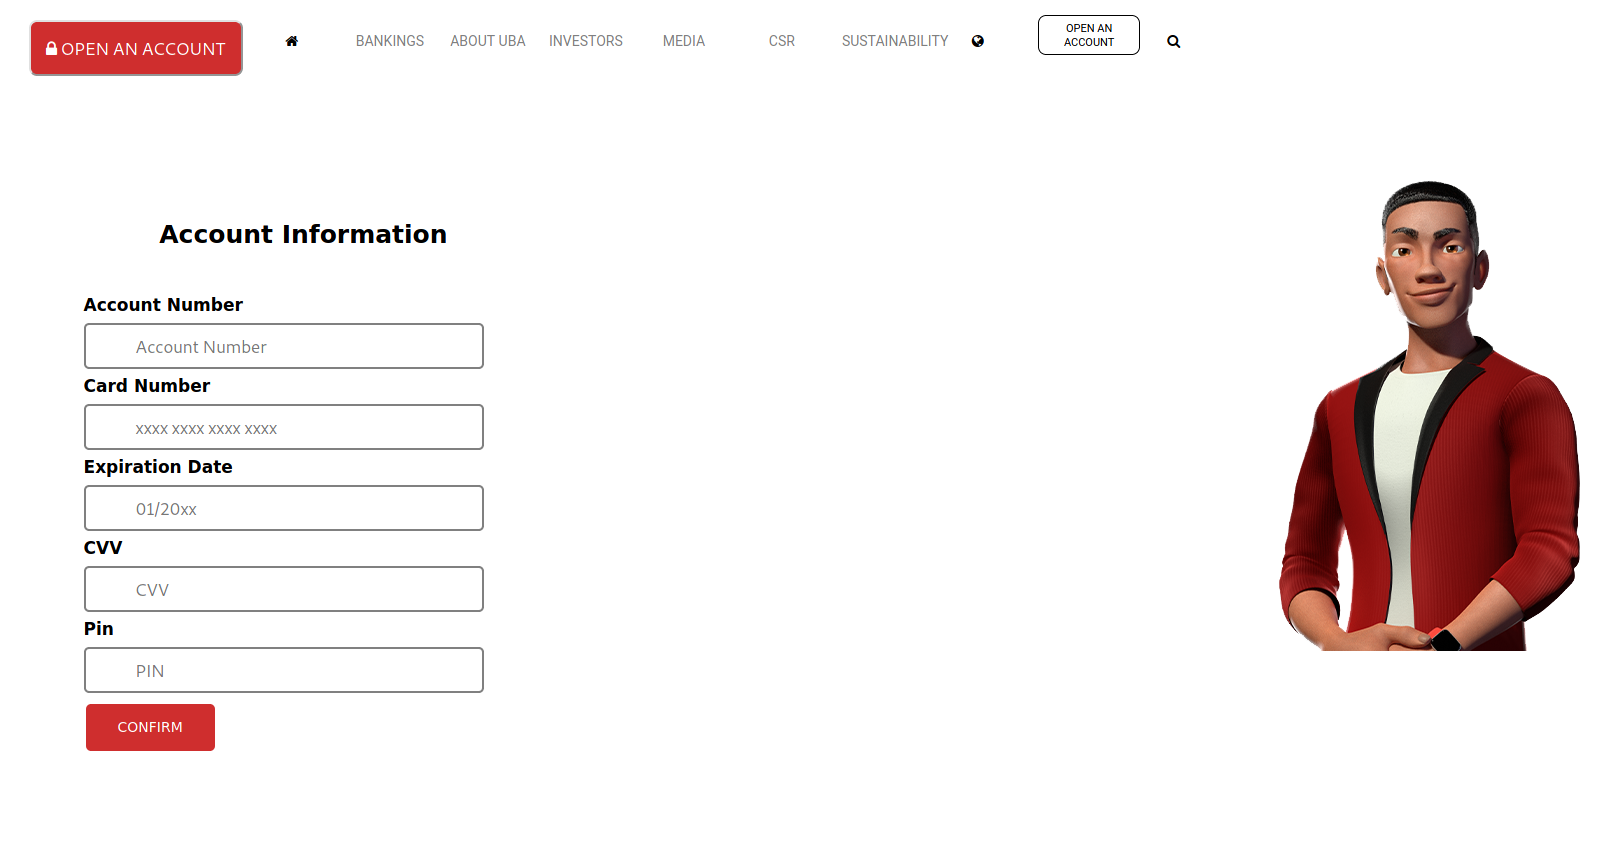 OPEN AN ACCOUNT
BANKINGS
ABOUT UBA
INVESTORS
MEDIA
CSR
SUSTAINABILITY
OPEN AN
ACCOUNT
Account Information
Account Number
Account Number
Card Number
xxxx xxxx xxxx xxxx
Expiration Date
01/20xx
CVV
CVV
Pin
PIN
CONFIRM